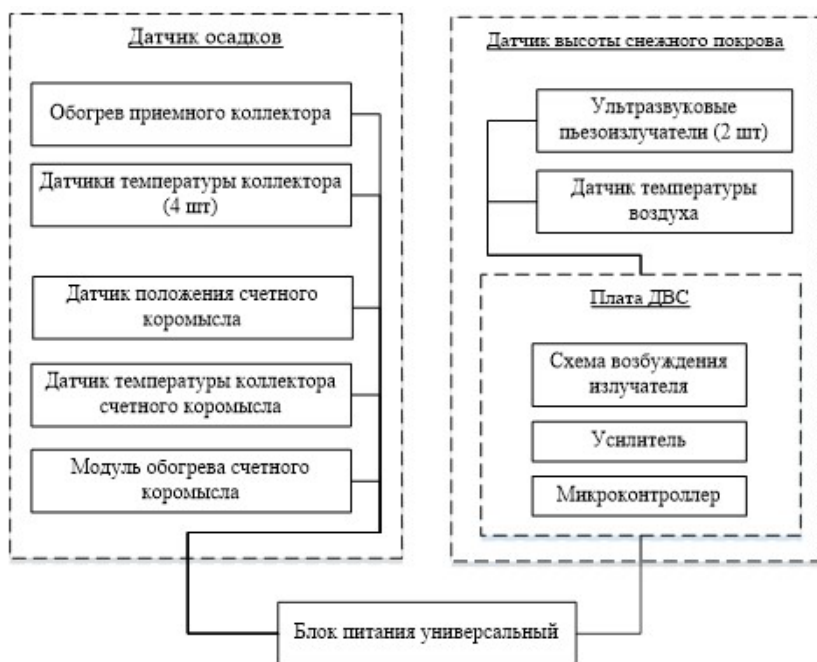 Датчик осадков
Обогрев приемного коллектора
Датчики температуры коллектора
(4 шт)
Датчик положения счетного
коромысла
Датчик температуры коллектора
счетного коромысла
Модуль обогрева счетного
коромысла
Датчик высоты снежного покрова
Ультразвуковые
пьезоизлучатели (2 шт)
Датчик температуры
воздуха
Плата ДВС
Схема возбуждения
излучателя
Усилитель
Микроконтроллер
Блок питания универсальный